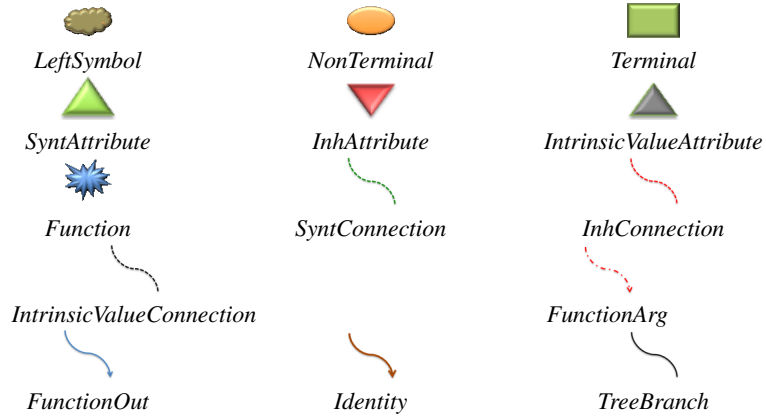 LeftSymbol NonTerminal Terminal
SyntAttribute InhAttribute IntrinsicValueAttribute
Function SyntConnection InhConnection
IntrinsicValueConnection FunctionArg
FunctionOut Identity TreeBranch